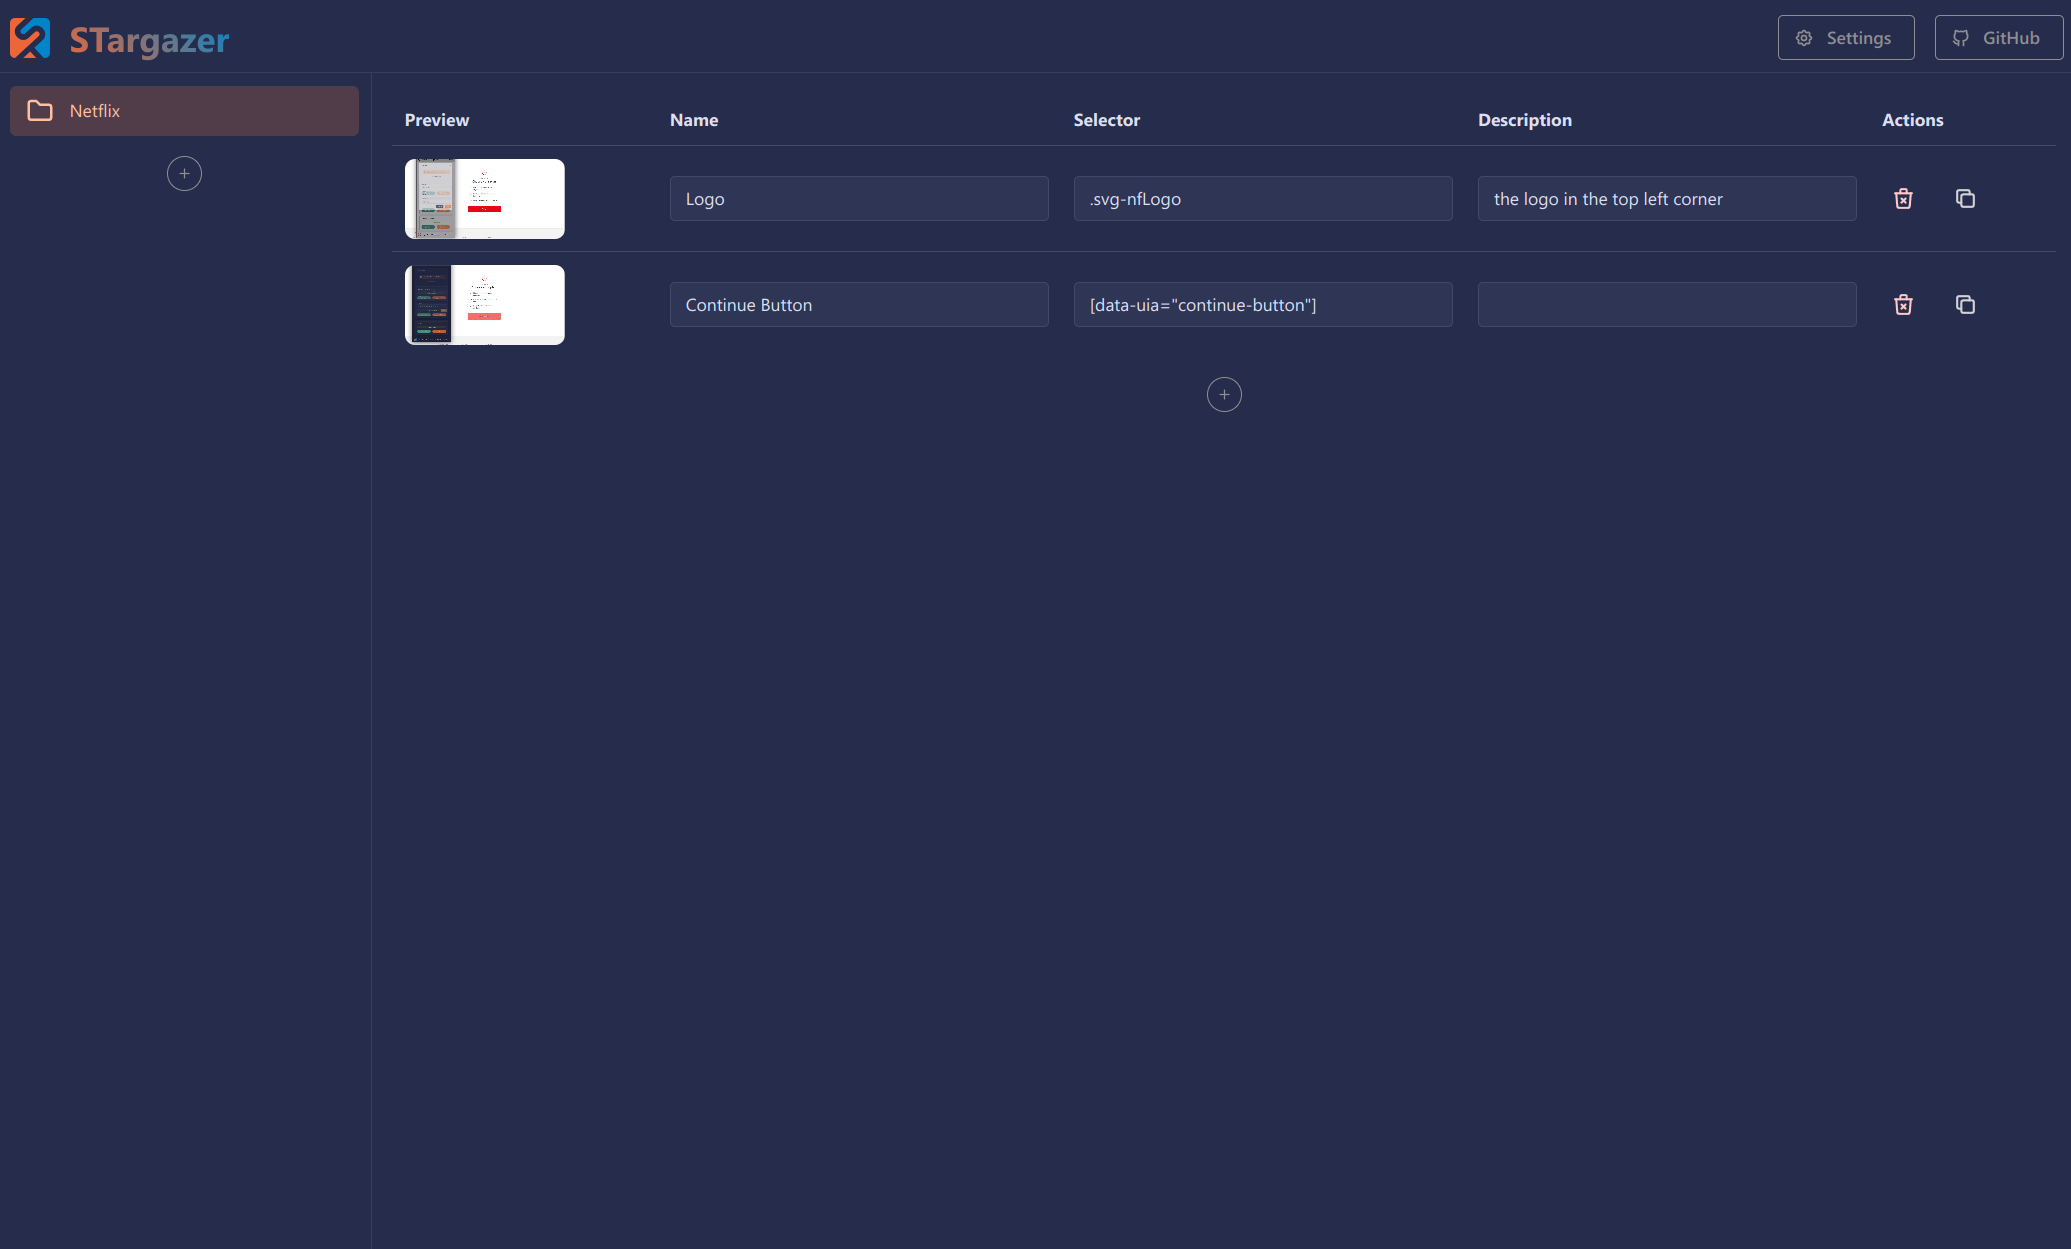 STargazer
Settings
GitHub
Netflix
Preview Name Selector Description Actions
Logo .svg-nfLogo the logo in the top left corner
Continue Button [data-uia="continue-button"]